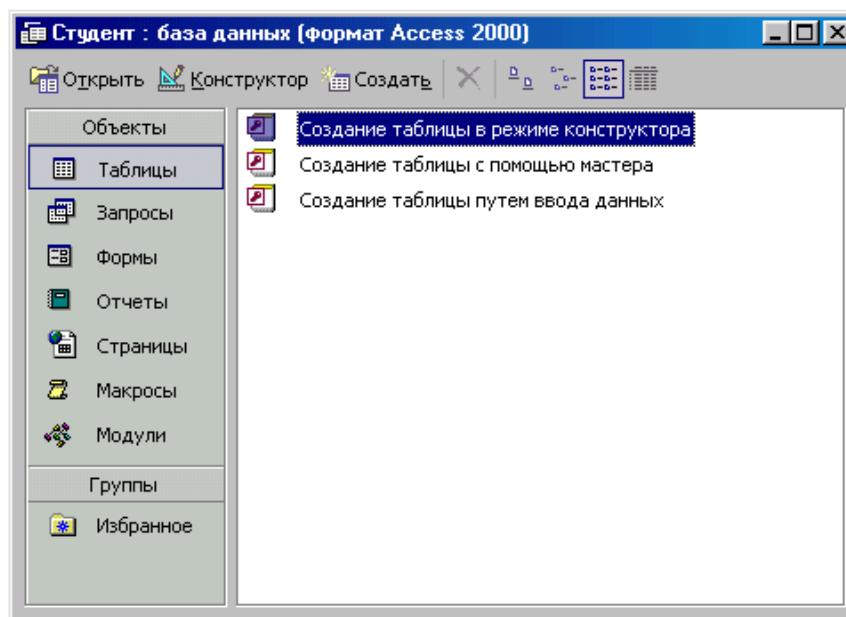 Студент : база данных (формат Access 2000)
Открыть Конструктор Создать
Объекты
Таблицы
Запросы
Формы
Отчеты
Страницы
Макросы
Модули
Группы
Избранное
Создание таблицы в режиме конструктора
Создание таблицы с помощью мастера
Создание таблицы путем ввода данных